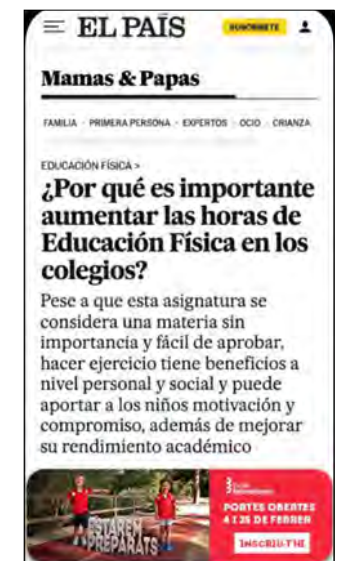 EL PAÍS
SUSCRÍBETE
Mamas & Papas
FAMILIA · PRIMERA PERSONA · EXPERTOS · OCIO · CRIANZA
EDUCACIÓN FÍSICA >
¿Por qué es importante
aumentar las horas de
Educación Física en los
colegios?
Pese a que esta asignatura se
considera una materia sin
importancia y fácil de aprobar,
hacer ejercicio tiene beneficios a
nivel personal y social y puede
aportar a los niños motivación y
compromiso, además de mejorar
su rendimiento académico
ESTAREM
PREPARATS
PORTES OBERTES
4 I 25 DE FEBRER
INSCRIU-T'HI